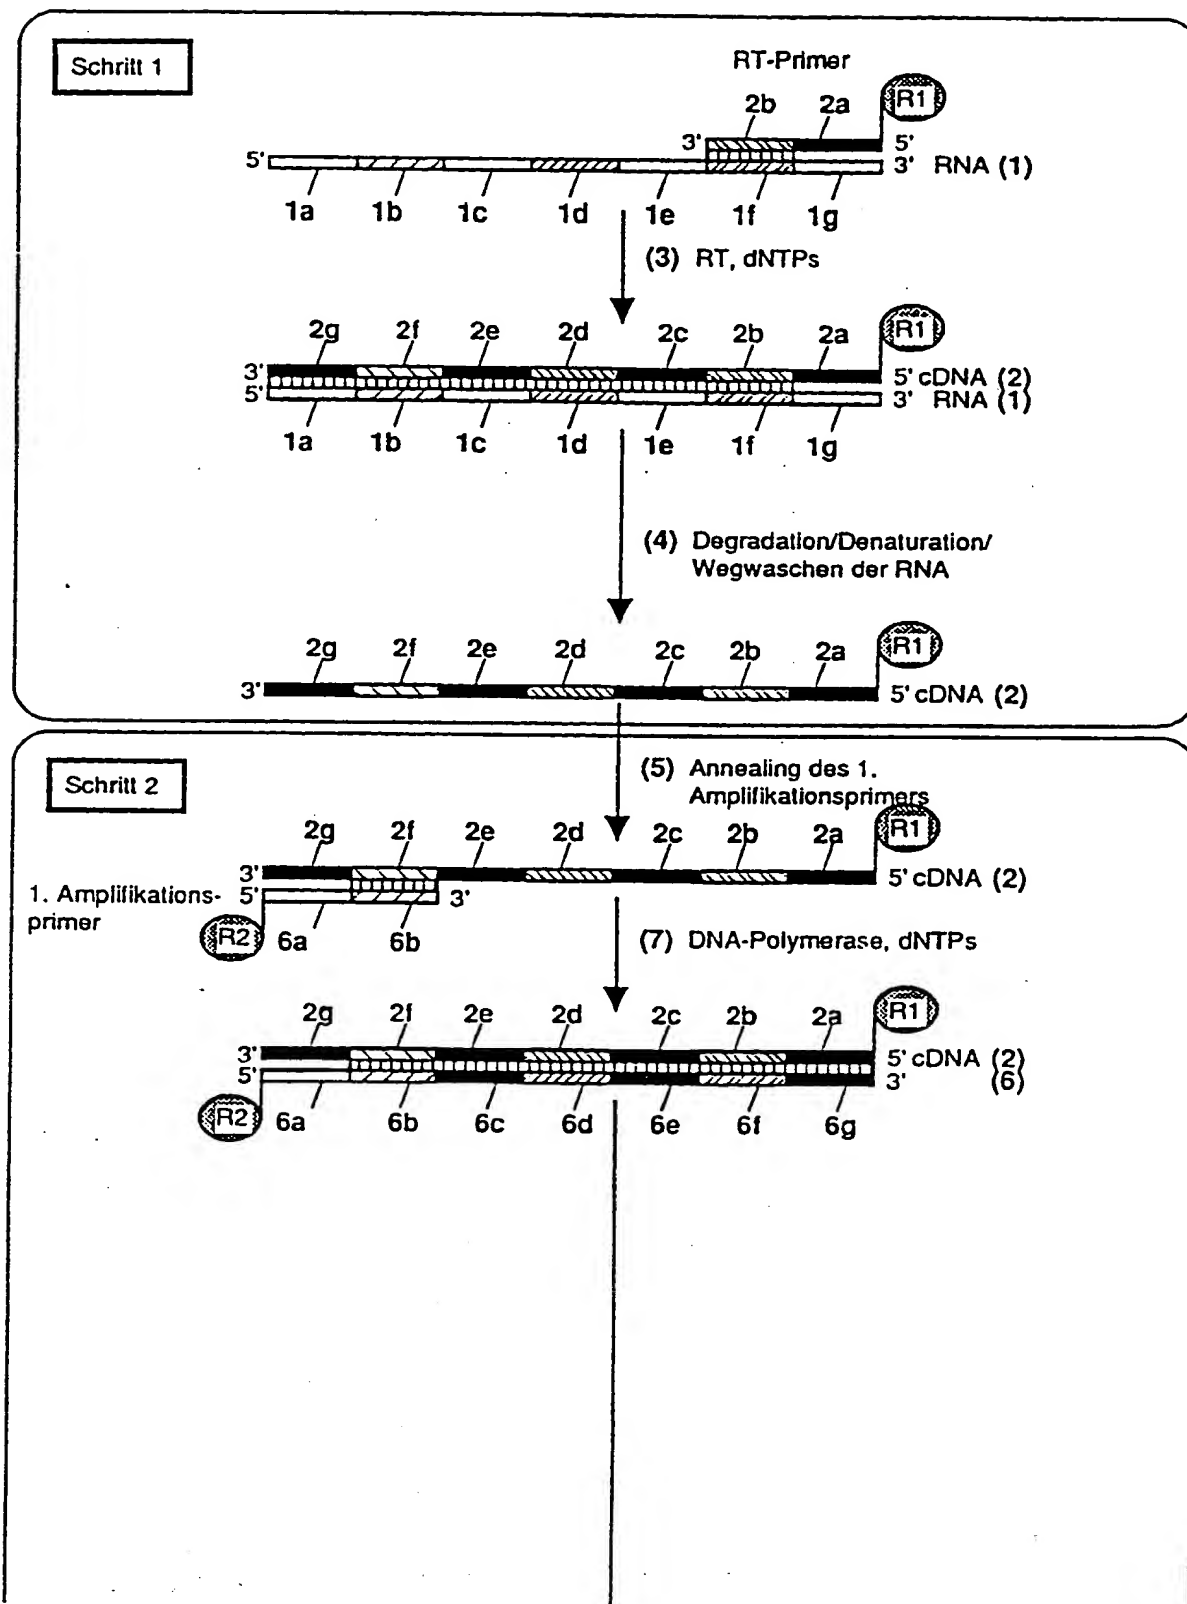 Schritt 1
RT-Primer
R1
2b 2a
3' 5'
5' 3' RNA (1)
1a 1b 1c 1d 1e 1f 1g
(3) RT, dNTPs
R1
2g 2f 2e 2d 2c 2b 2a
3' 5' cDNA (2)
5' 3' RNA (1)
1a 1b 1c 1d 1e 1f 1g
(4) Degradation/Denaturation/
Wegwaschen der RNA
R1
2g 2f 2e 2d 2c 2b 2a
3' 5' cDNA (2)
Schritt 2
(5) Annealing des 1.
Amplifikationsprimers
R1
2g 2f 2e 2d 2c 2b 2a
3' 5' cDNA (2)
1. Amplifikations-
primer
5' 3'
R2
6a 6b
(7) DNA-Polymerase, dNTPs
R1
2g 2f 2e 2d 2c 2b 2a
3' 5' cDNA (2)
5' 3' (6)
R2
6a 6b 6c 6d 6e 6f 6g